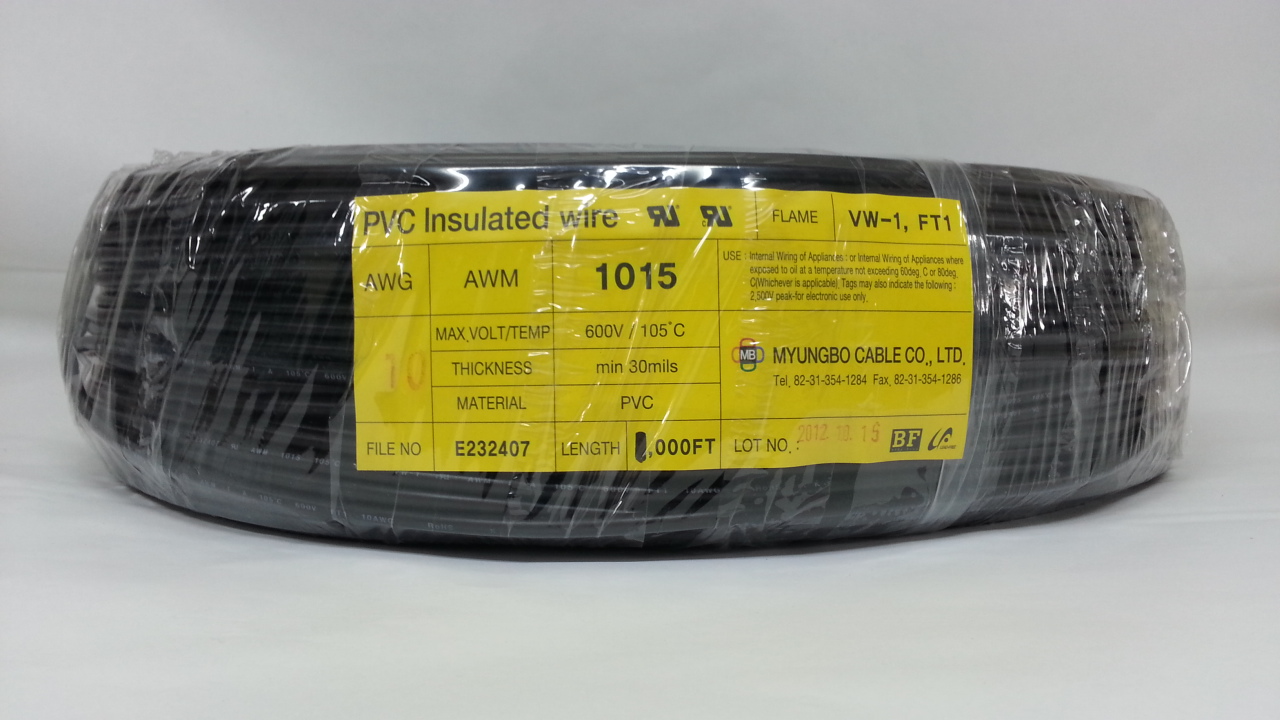 PVC Insulated wire RU c RU FLAME VW-1, FT1
AWG AWM 1015
USE : Internal Wiring of Appliances : or Internal Wiring of Appliances where
exposed to oil at a temperature not exceeding 60deg. C or 80deg.
C(Whichever is applicable) Tags may also indicate the following :
2,500V peak-for electronic use only.
10
MAX.VOLT/TEMP 600V / 105°C
THICKNESS min 30mils
MATERIAL PVC
MB MYUNGBO CABLE CO., LTD.
Tel, 82-31-354-1284 Fax, 82-31-354-1286
FILE NO E232407 LENGTH ,000FT LOT NO. : 2012 10. 15 BF